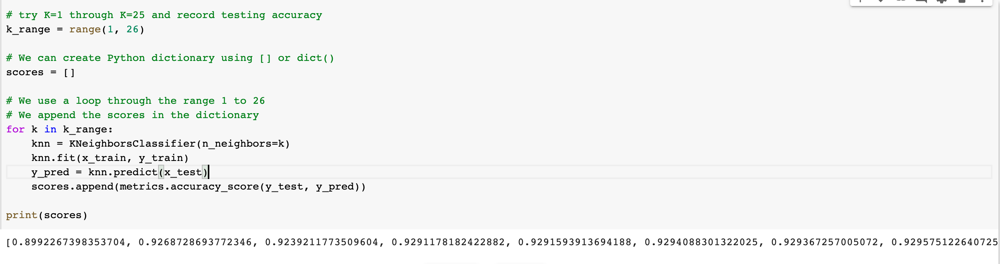 # try K=1 through K=25 and record testing accuracy
k_range = range(1, 26)
# We can create Python dictionary using [] or dict()
scores = []
# We use a loop through the range 1 to 26
# We append the scores in the dictionary
for k in k_range:
    knn = KNeighborsClassifier(n_neighbors=k)
    knn.fit(x_train, y_train)
    y_pred = knn.predict(x_test)
    scores.append(metrics.accuracy_score(y_test, y_pred))
print(scores)
[0.8992267398353704, 0.9268728693772346, 0.9239211773509604, 0.9291178182422882, 0.9291593913694188, 0.9294088301322025, 0.929367257005072, 0.929575122640725